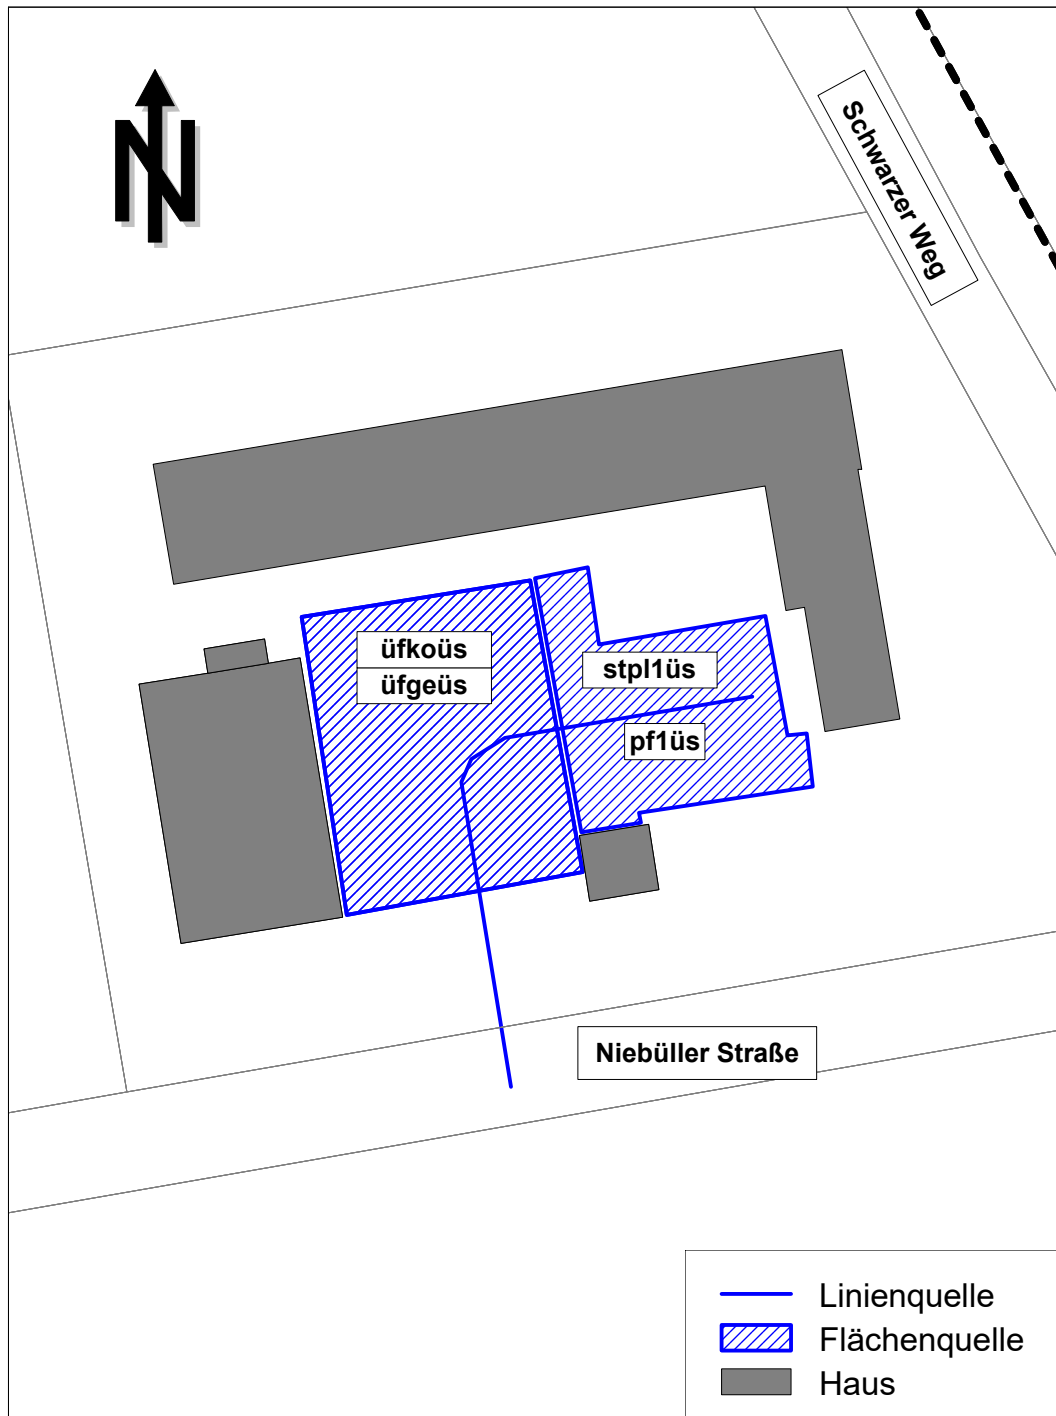 N
Schwarzer Weg
üfkoüs
üfgeüs
stpl1üs
pf1üs
Niebüller Straße
Linienquelle
Flächenquelle
Haus